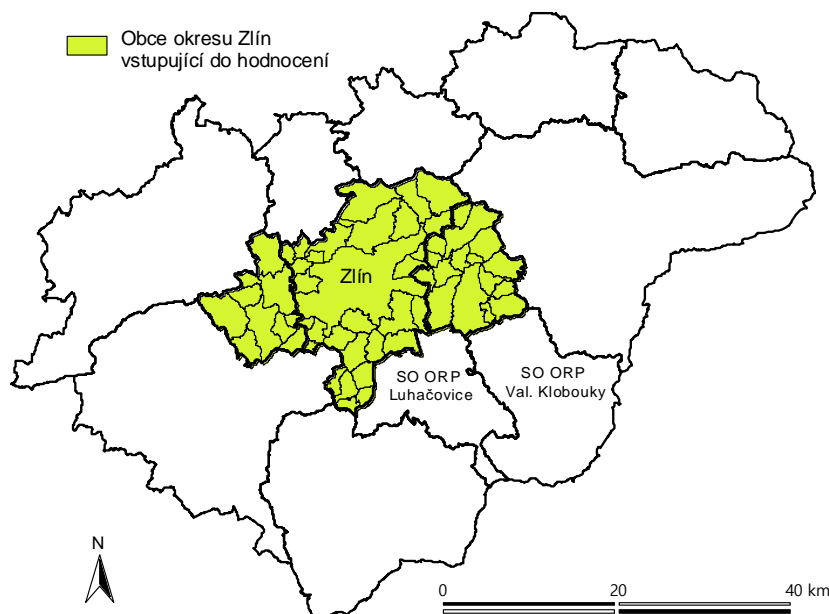 Obce okresu Zlín
vstupující do hodnocení
Zlín
SO ORP
Luhačovice
SO ORP
Val. Klobouky
N
0 20 40 km